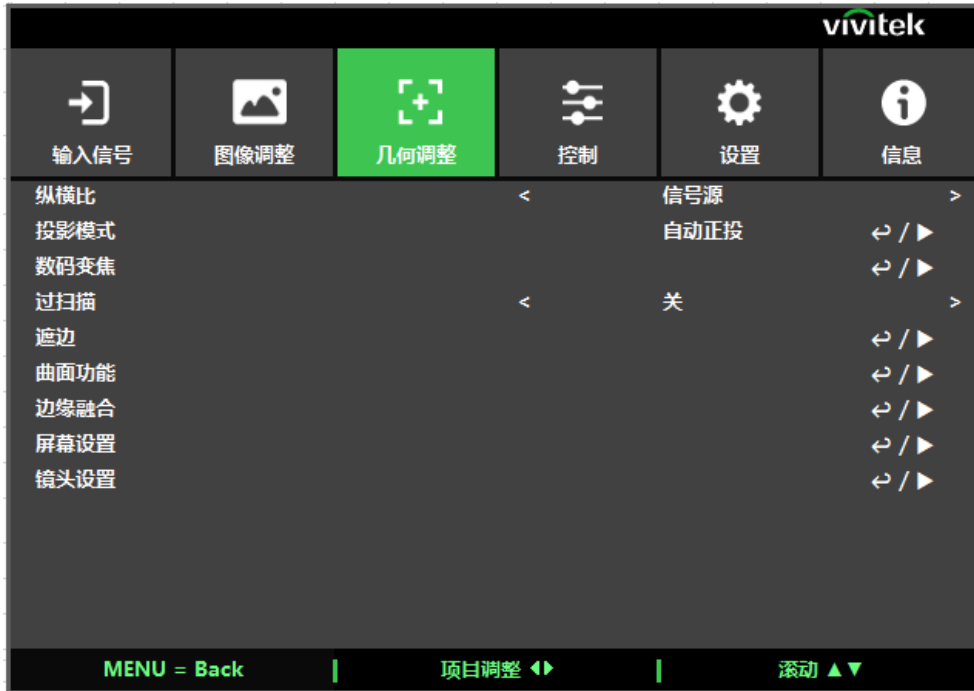 vivitek
输入信号 图像调整 几何调整 控制 设置 信息
纵横比 < 信号源 >
投影模式 自动正投 ↩ / ▶
数码变焦 ↩ / ▶
过扫描 < 关 >
遮边 ↩ / ▶
曲面功能 ↩ / ▶
边缘融合 ↩ / ▶
屏幕设置 ↩ / ▶
镜头设置 ↩ / ▶
MENU = Back | 项目调整 ◀▶ | 滚动 ▲▼